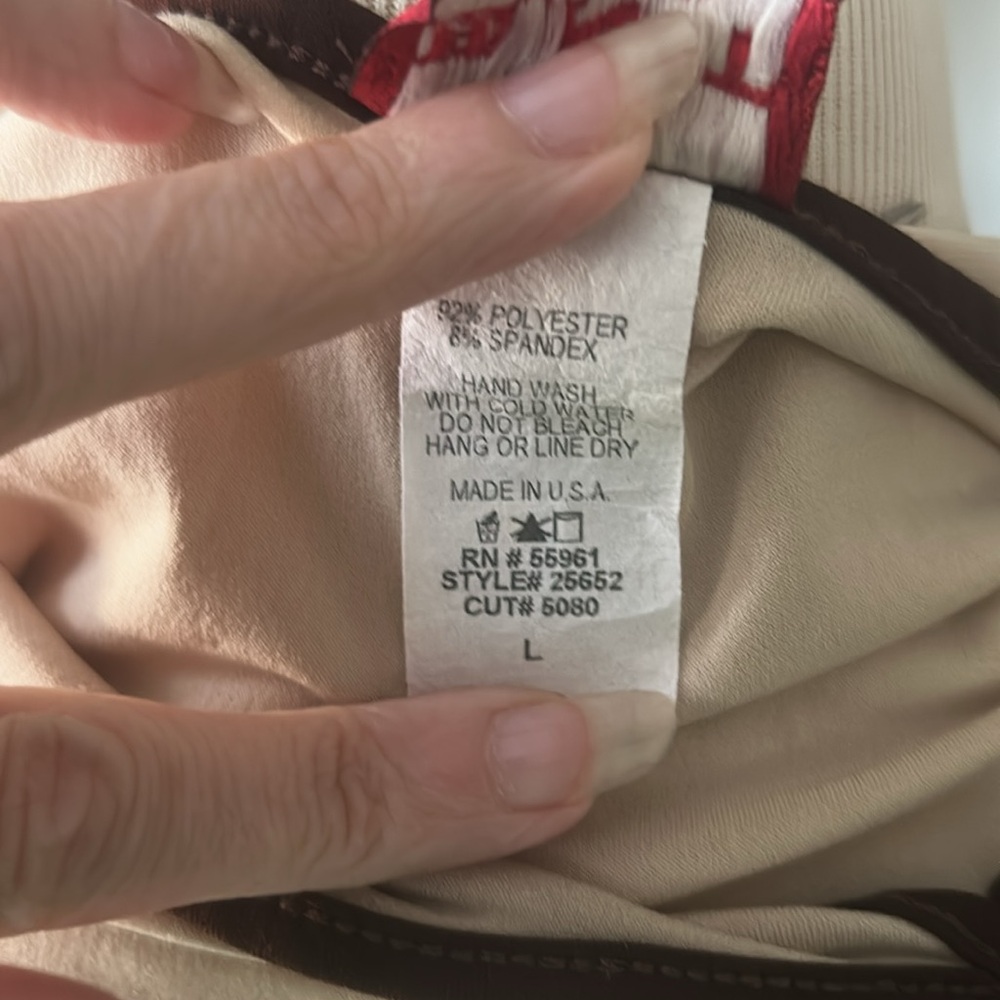 92% POLYESTER
8% SPANDEX
HAND WASH
WITH COLD WATER
DO NOT BLEACH
HANG OR LINE DRY
MADE IN U.S.A.
RN # 55961
STYLE# 25652
CUT# 5080
L